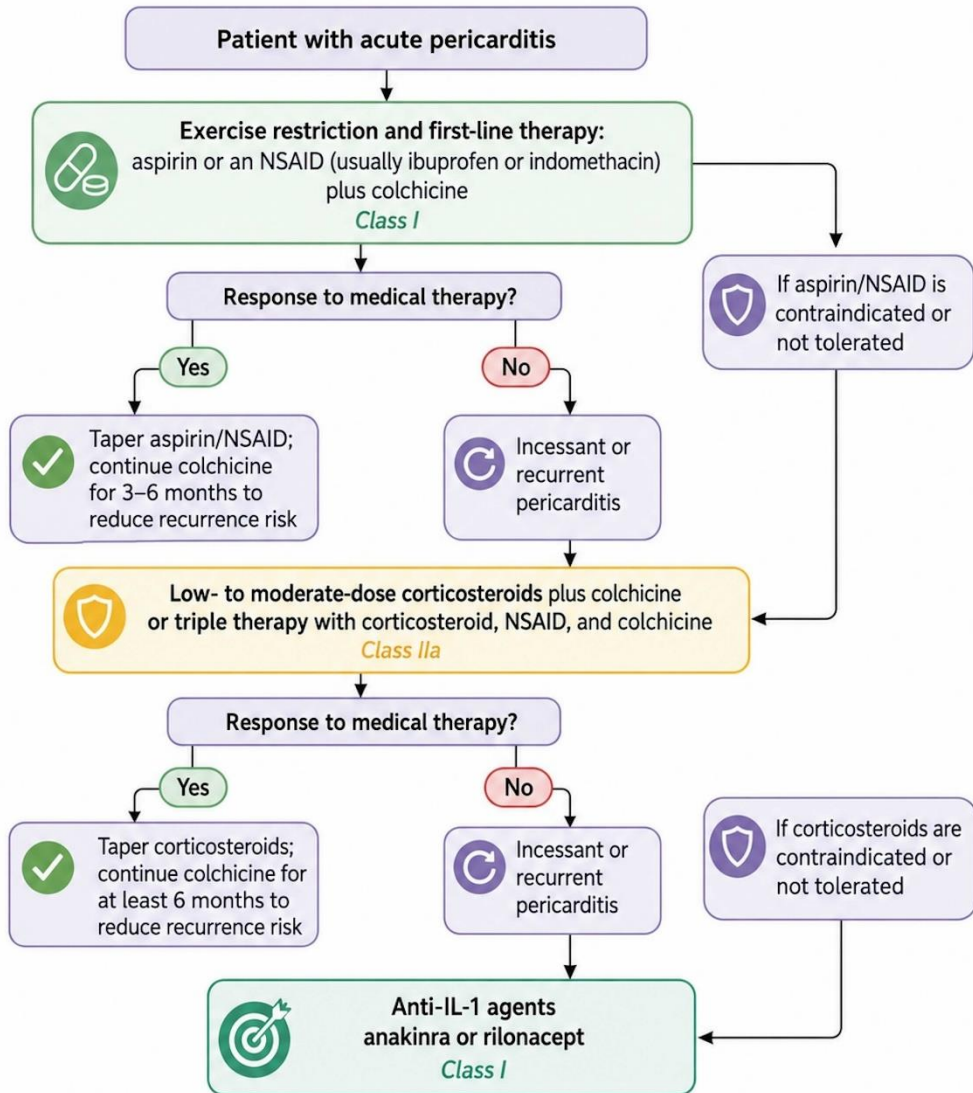 Patient with acute pericarditis
Exercise restriction and first-line therapy:
aspirin or an NSAID (usually ibuprofen or indomethacin)
plus colchicine
Class I
If aspirin/NSAID is
contraindicated or
not tolerated
Response to medical therapy?
Yes
No
Taper aspirin/NSAID;
continue colchicine
for 3–6 months to
reduce recurrence risk
Incessant or
recurrent
pericarditis
Low- to moderate-dose corticosteroids plus colchicine
or triple therapy with corticosteroid, NSAID, and colchicine
Class IIa
Response to medical therapy?
Yes
No
Taper corticosteroids;
continue colchicine for
at least 6 months to
reduce recurrence risk
Incessant or
recurrent
pericarditis
If corticosteroids are
contraindicated or
not tolerated
Anti-IL-1 agents
anakinra or rilonacept
Class I